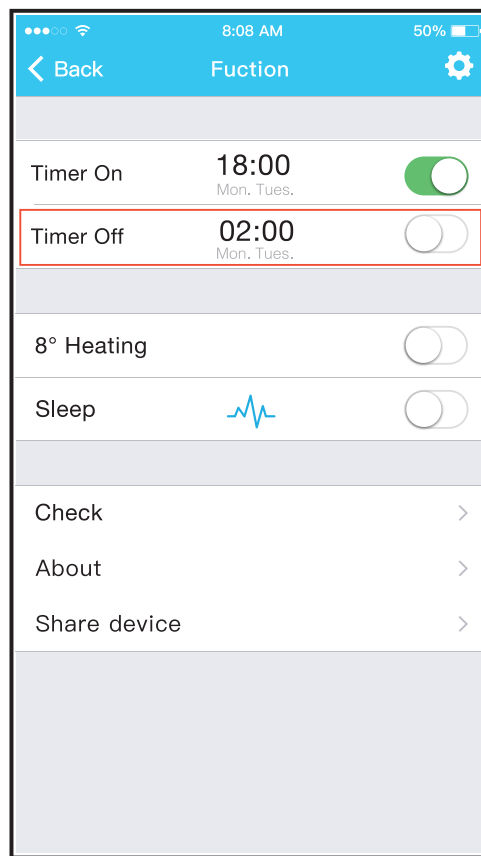 8:08 AM 50%
Back Fuction
Timer On 18:00
Mon. Tues.
Timer Off 02:00
Mon. Tues.
8° Heating
Sleep
Check
About
Share device